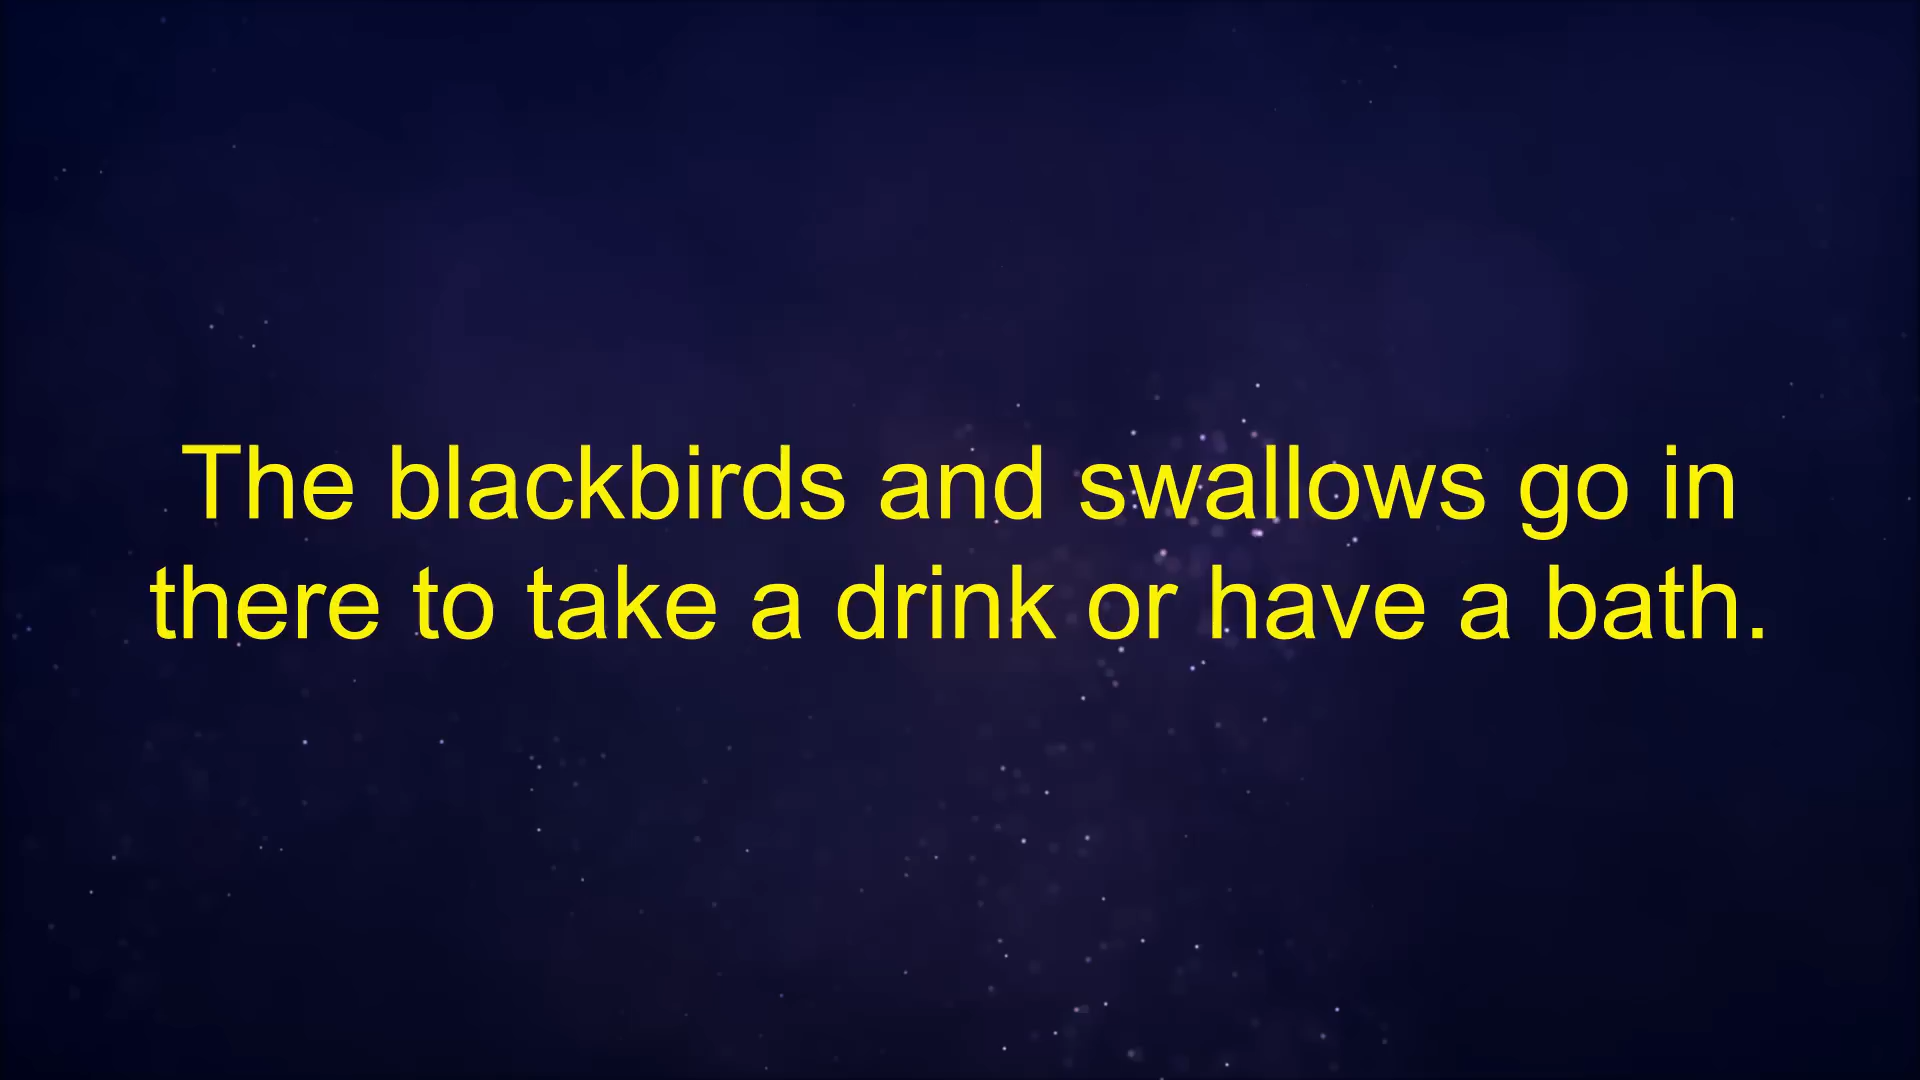 The blackbirds and swallows go in
there to take a drink or have a bath.